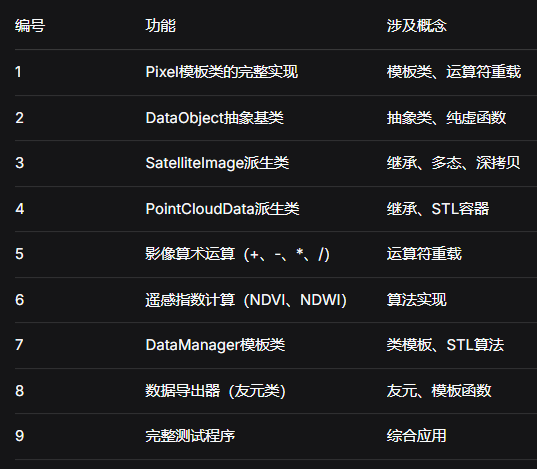 编号 功能 涉及概念
1 Pixel模板类的完整实现 模板类、运算符重载
2 DataObject抽象基类 抽象类、纯虚函数
3 SatelliteImage派生类 继承、多态、深拷贝
4 PointCloudData派生类 继承、STL容器
5 影像算术运算（+、-、*、/） 运算符重载
6 遥感指数计算（NDVI、NDWI） 算法实现
7 DataManager模板类 类模板、STL算法
8 数据导出器（友元类） 友元、模板函数
9 完整测试程序 综合应用